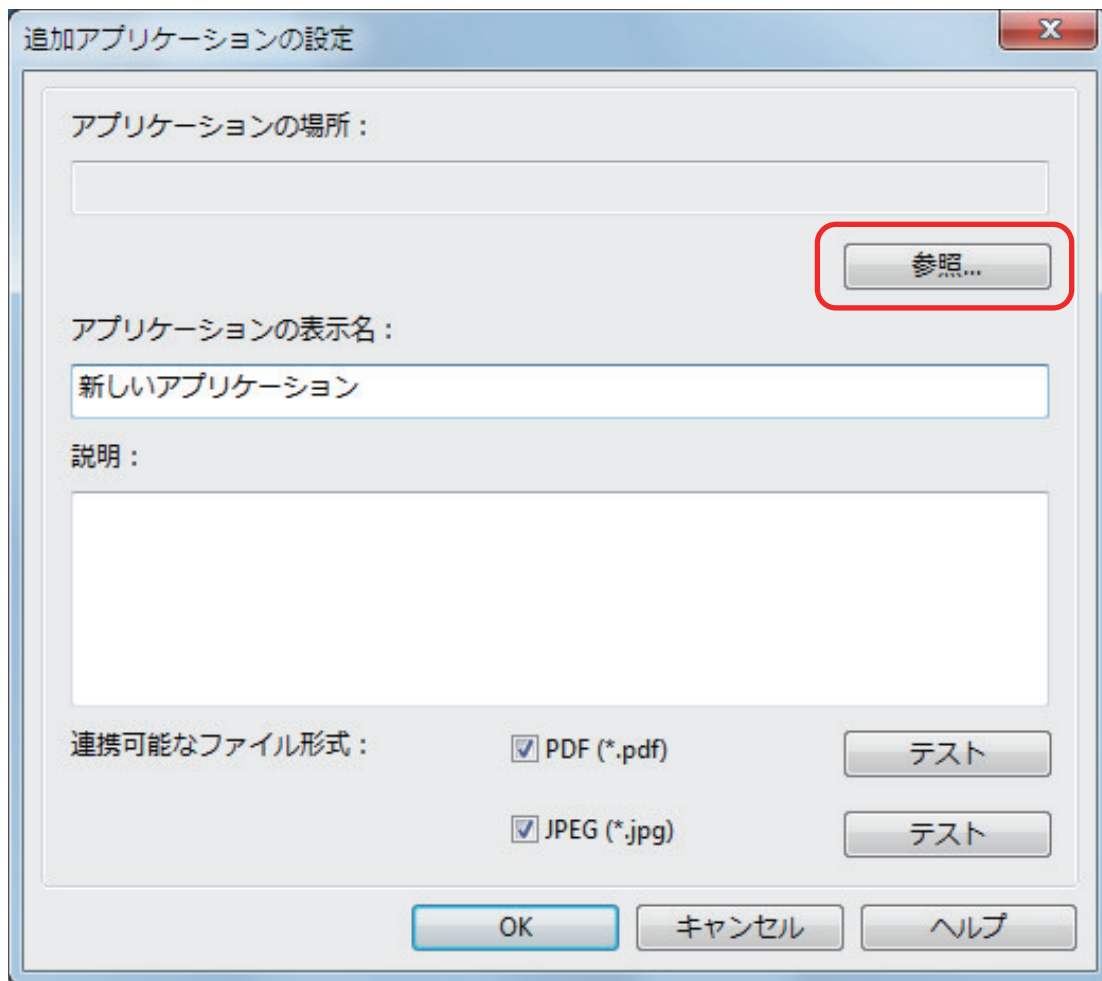 追加アプリケーションの設定
アプリケーションの場所：
参照...
アプリケーションの表示名：
新しいアプリケーション
説明：
連携可能なファイル形式： PDF (*.pdf) テスト
JPEG (*.jpg) テスト
OK キャンセル ヘルプ